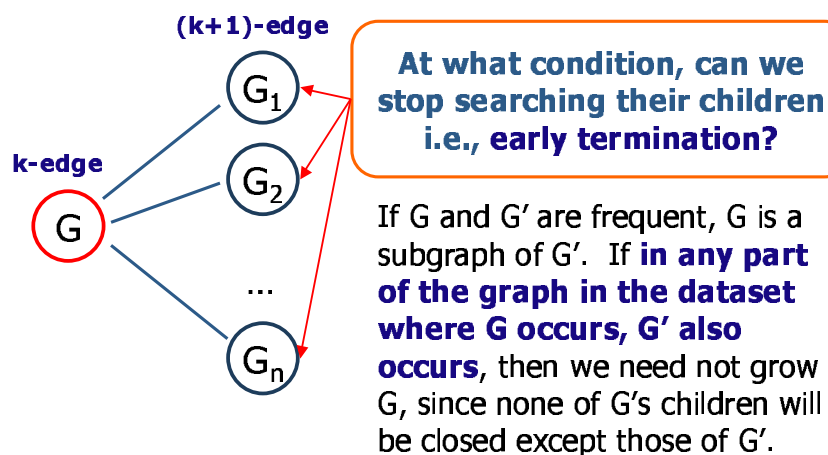 (k+1)-edge
At what condition, can we
stop searching their children
i.e., early termination?
G1
k-edge
G2
G
...
Gn
If G and G’ are frequent, G is a
subgraph of G’. If in any part
of the graph in the dataset
where G occurs, G’ also
occurs, then we need not grow
G, since none of G’s children will
be closed except those of G’.